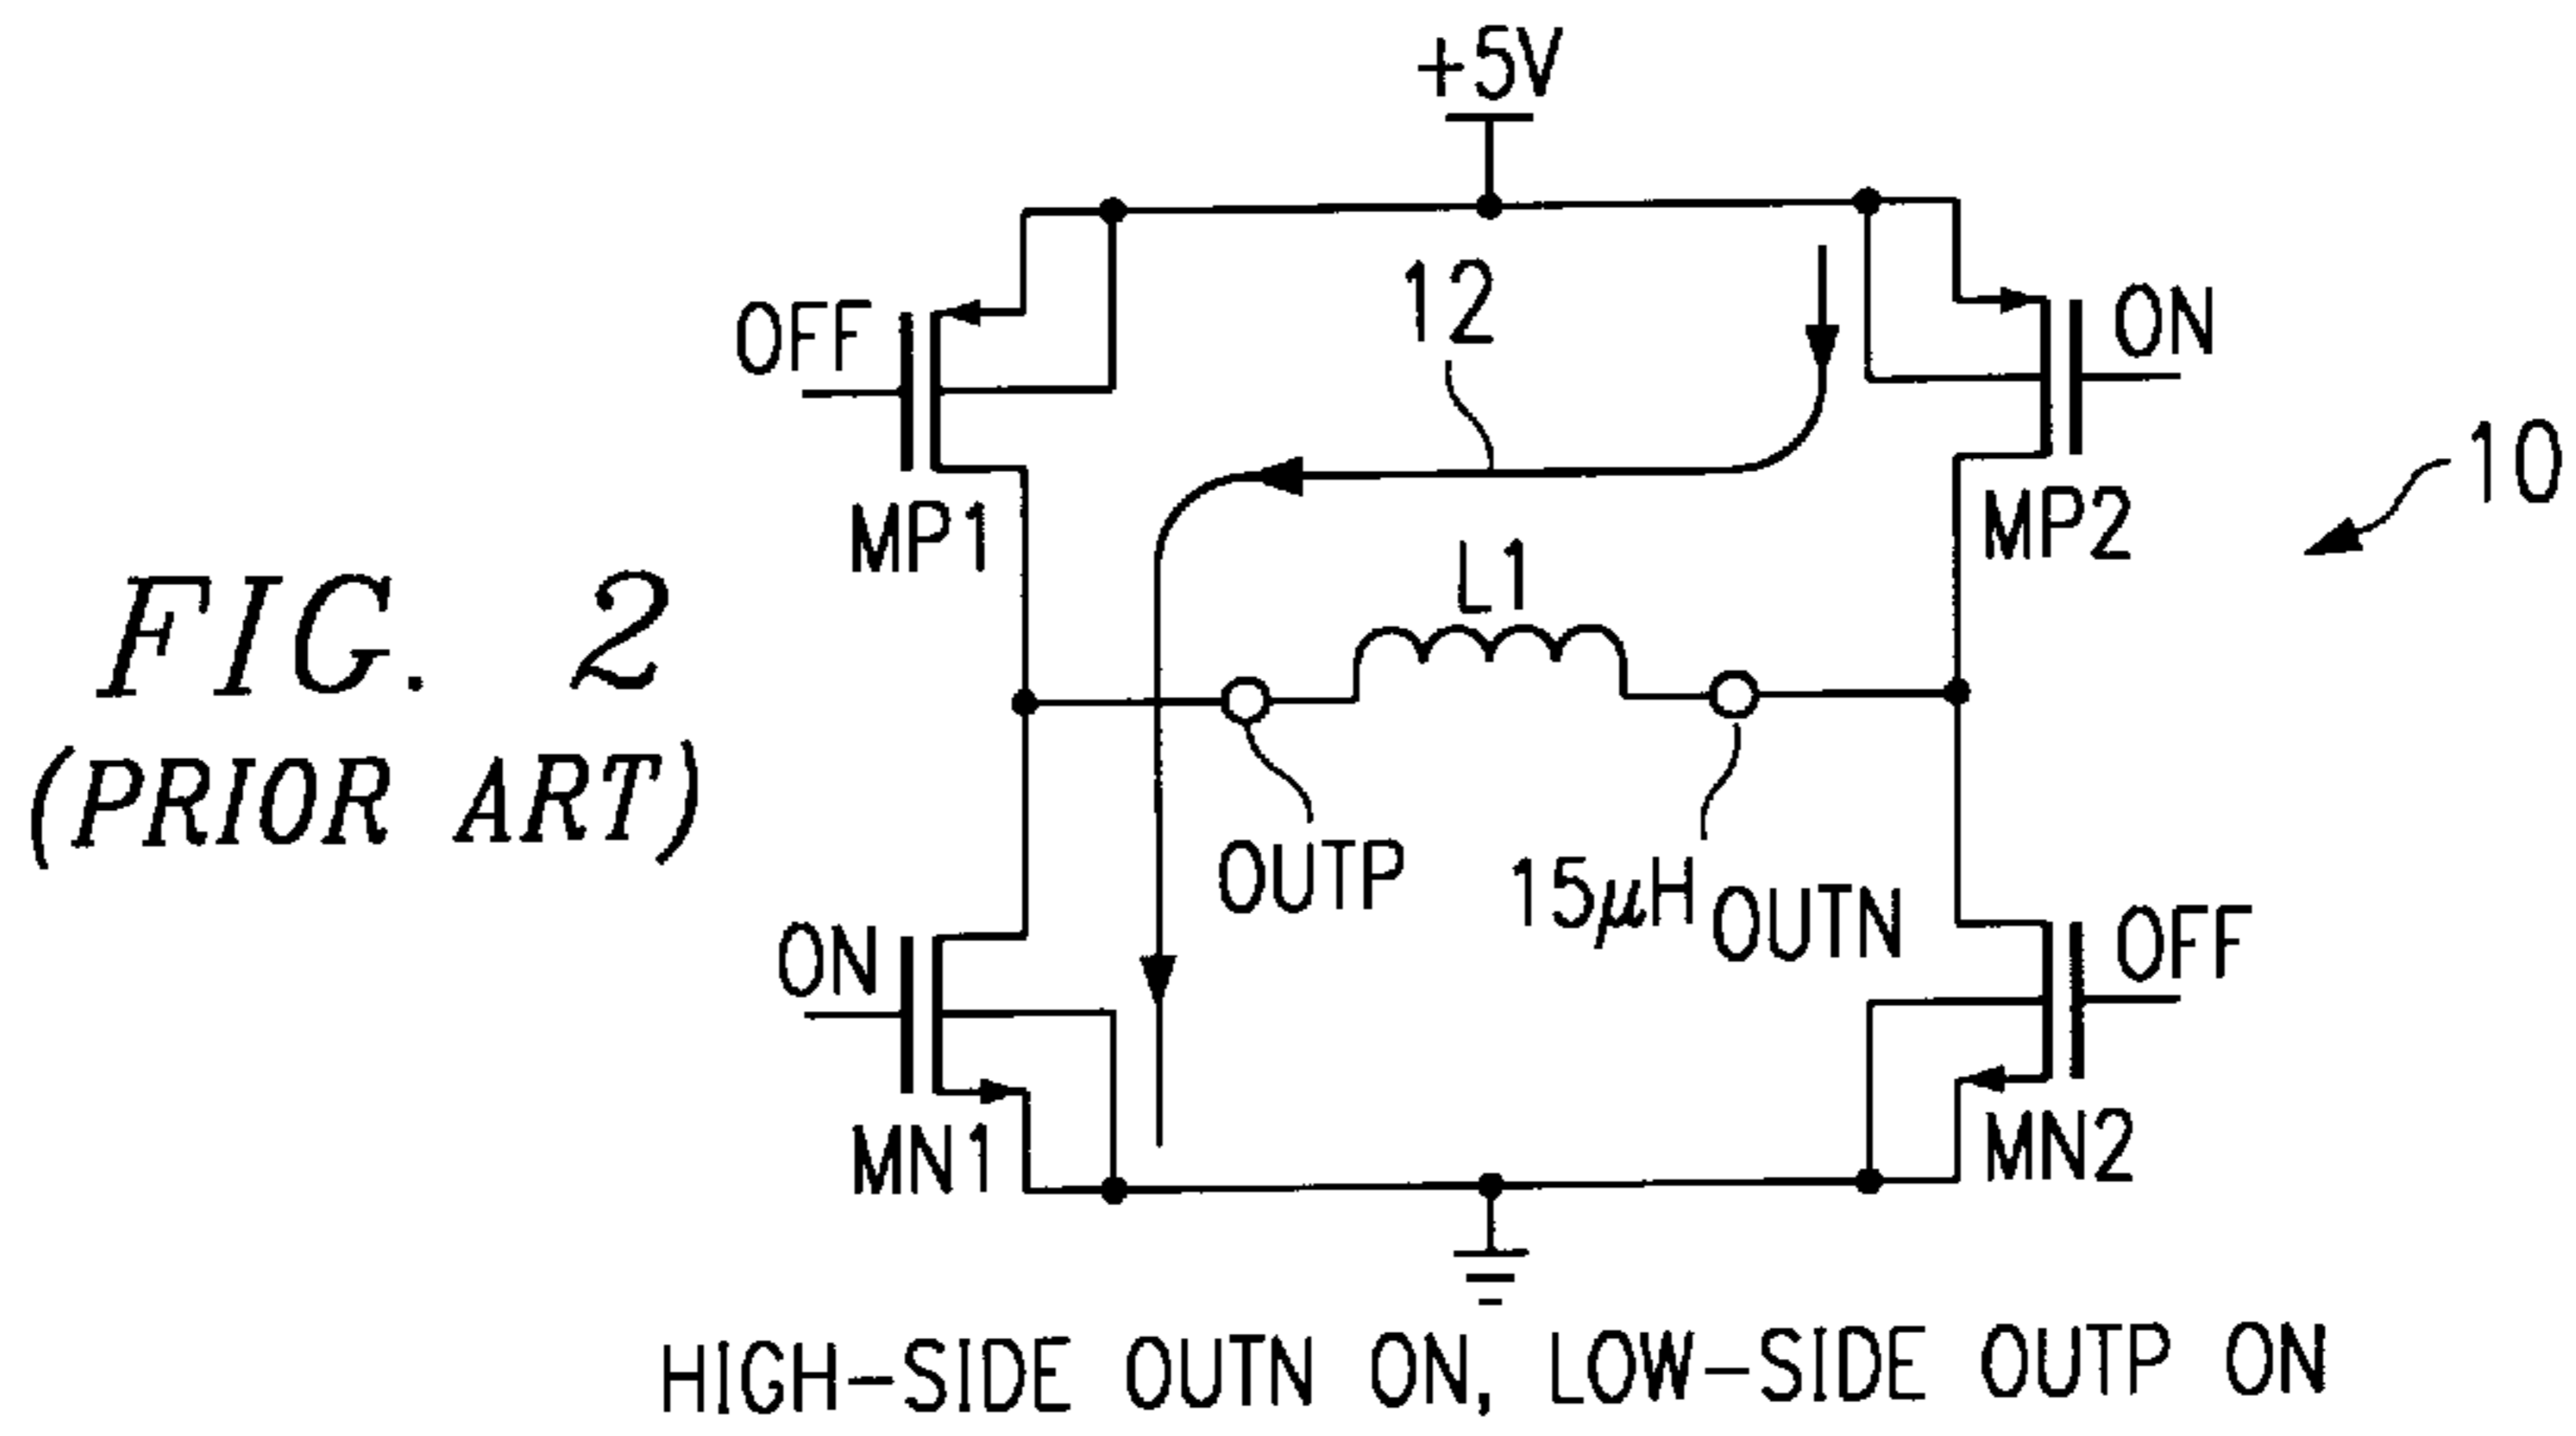 +5V
12
OFF
ON
10
MP1
MP2
L1
FIG. 2
(PRIOR ART)
OUTP
15μH
OUTN
ON
OFF
MN1
MN2
HIGH-SIDE OUTN ON, LOW-SIDE OUTP ON